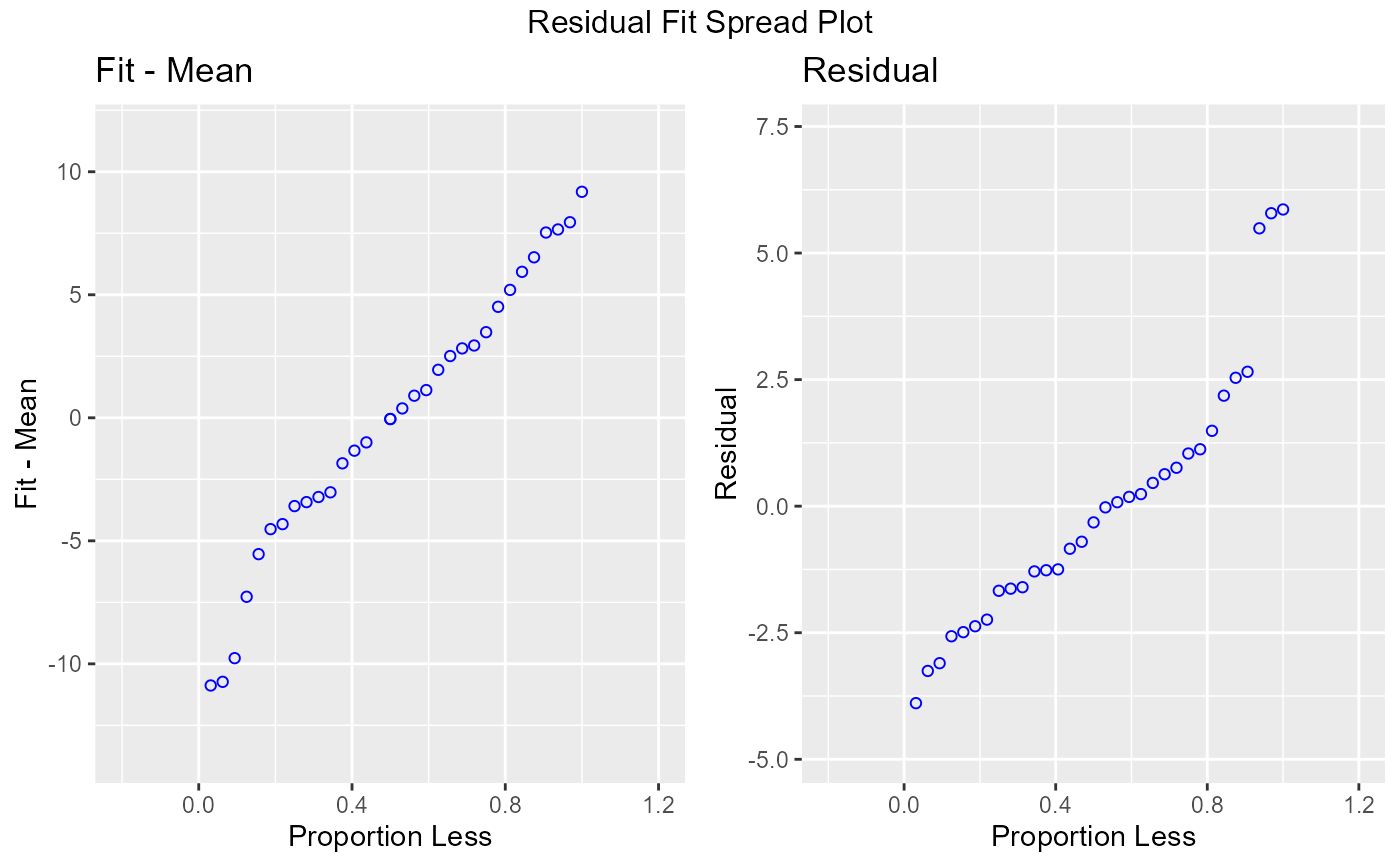 Residual Fit Spread Plot
Fit - Mean
Residual
10
5
0
-5
-10
Fit - Mean
0.0 0.4 0.8 1.2
Proportion Less
7.5
5.0
2.5
0.0
-2.5
-5.0
Residual
0.0 0.4 0.8 1.2
Proportion Less